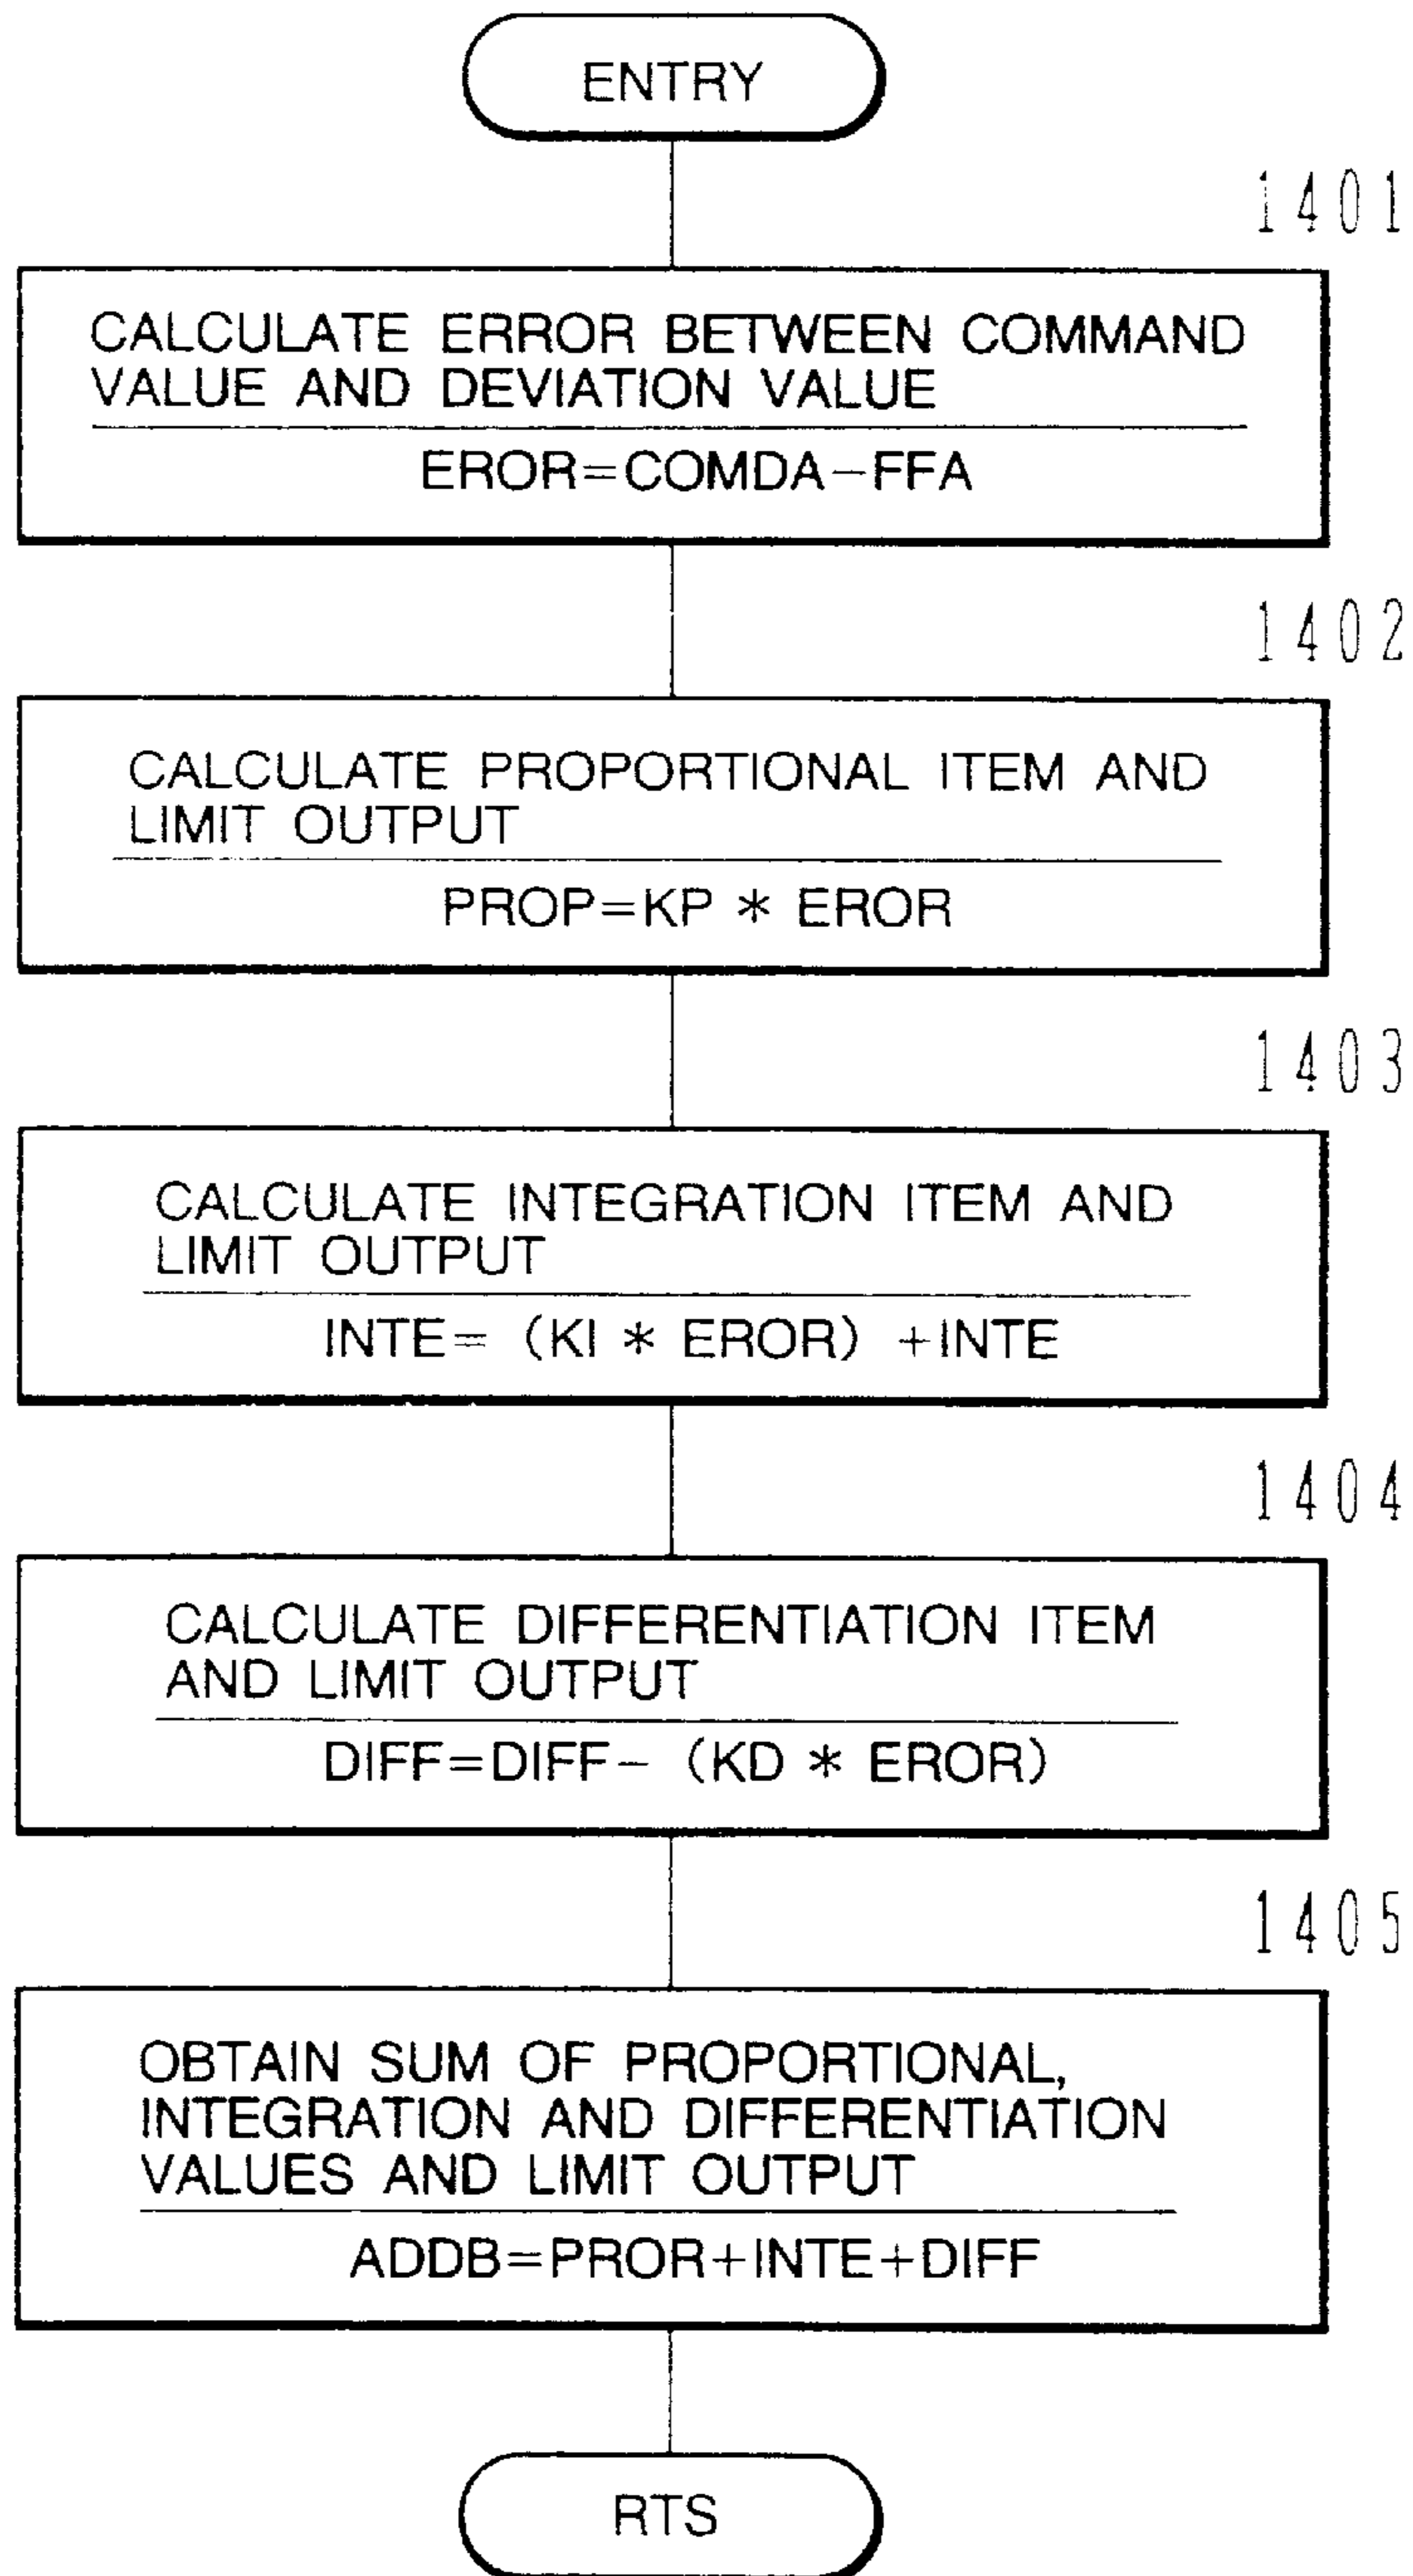 ENTRY
1401
CALCULATE ERROR BETWEEN COMMAND
VALUE AND DEVIATION VALUE
EROR=COMDA-FFA
1402
CALCULATE PROPORTIONAL ITEM AND
LIMIT OUTPUT
PROP=KP * EROR
1403
CALCULATE INTEGRATION ITEM AND
LIMIT OUTPUT
INTE= (KI * EROR) +INTE
1404
CALCULATE DIFFERENTIATION ITEM
AND LIMIT OUTPUT
DIFF=DIFF- (KD * EROR)
1405
OBTAIN SUM OF PROPORTIONAL,
INTEGRATION AND DIFFERENTIATION
VALUES AND LIMIT OUTPUT
ADDB=PROR+INTE+DIFF
RTS